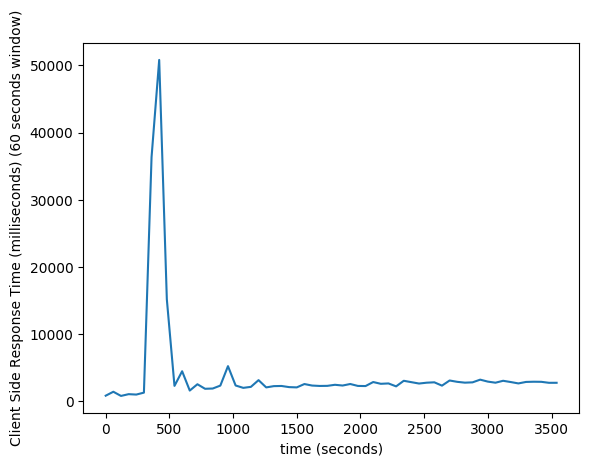 Client Side Response Time (milliseconds) (60 seconds window)
50000
40000
30000
20000
10000
0
0 500 1000 1500 2000 2500 3000 3500
time (seconds)